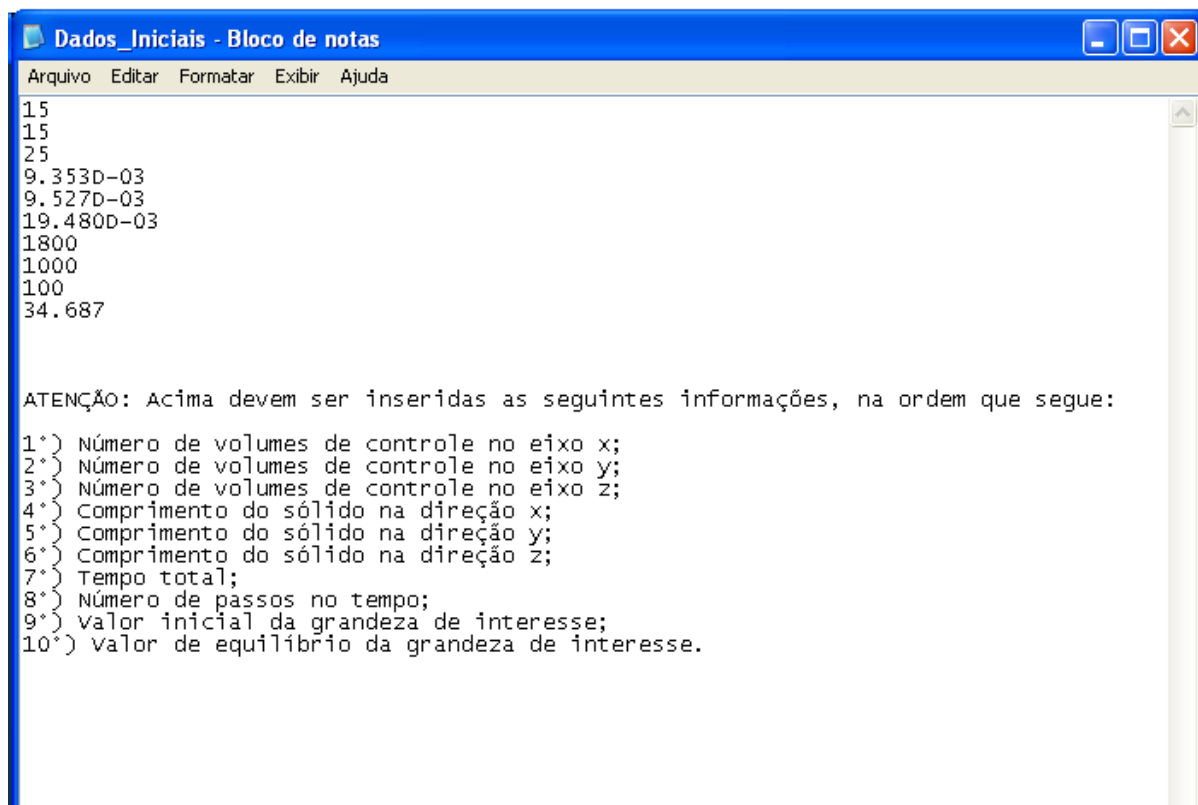 Dados_Iniciais - Bloco de notas
Arquivo Editar Formatar Exibir Ajuda
15
15
25
9.353D-03
9.527D-03
19.480D-03
1800
1000
100
34.687
ATENÇÃO: Acima devem ser inseridas as seguintes informações, na ordem que segue:
1°) Número de volumes de controle no eixo x;
2°) Número de volumes de controle no eixo y;
3°) Número de volumes de controle no eixo z;
4°) Comprimento do sólido na direção x;
5°) Comprimento do sólido na direção y;
6°) Comprimento do sólido na direção z;
7°) Tempo total;
8°) Número de passos no tempo;
9°) Valor inicial da grandeza de interesse;
10°) Valor de equilíbrio da grandeza de interesse.